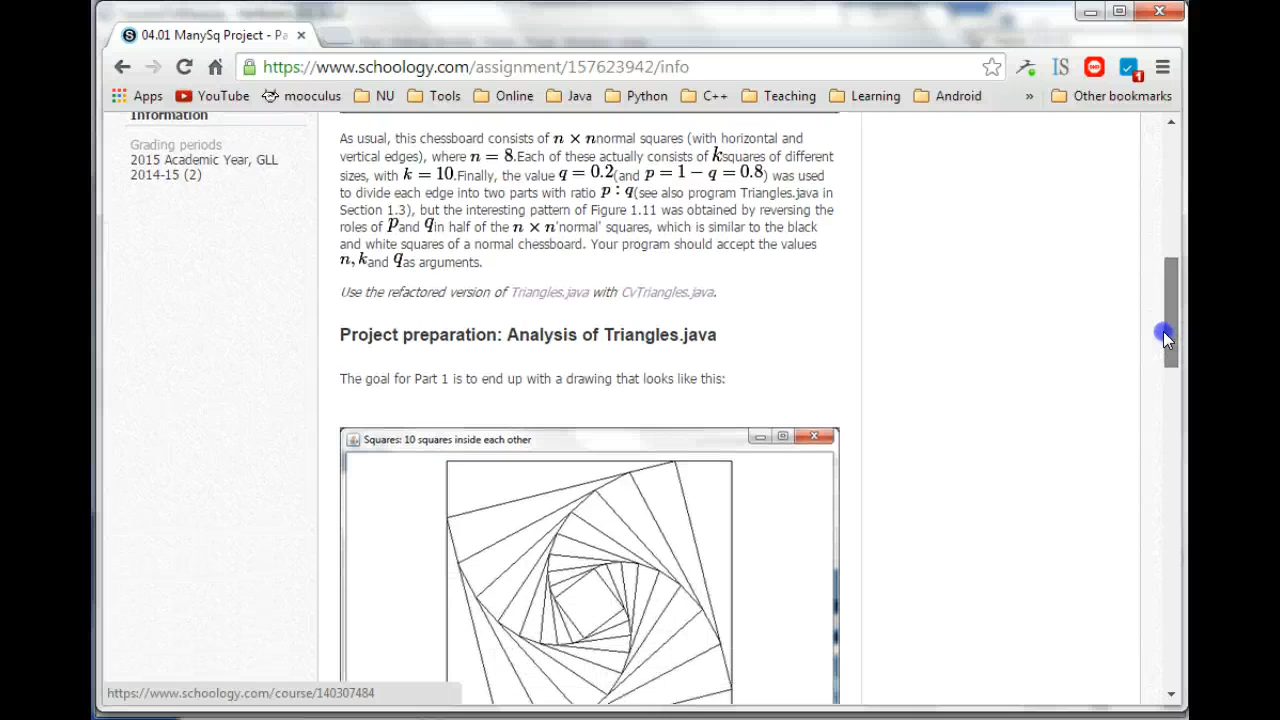 04.01 ManySq Project - Pa
https://www.schoology.com/assignment/157623942/info
IS
1
Apps YouTube mooculus NU Tools Online Java Python C++ Teaching Learning Android » Other bookmarks
Information
Grading periods
2015 Academic Year, GLL
2014-15 (2)
As usual, this chessboard consists of n × nnormal squares (with horizontal and
vertical edges), where n = 8.Each of these actually consists of ksquares of different
sizes, with k = 10.Finally, the value q = 0.2(and p = 1 − q = 0.8) was used
to divide each edge into two parts with ratio p : q(see also program Triangles.java in
Section 1.3), but the interesting pattern of Figure 1.11 was obtained by reversing the
roles of pand qin half of the n × n'normal' squares, which is similar to the black
and white squares of a normal chessboard. Your program should accept the values
n, kand qas arguments.
Use the refactored version of Triangles.java with CvTriangles.java.
Project preparation: Analysis of Triangles.java
The goal for Part 1 is to end up with a drawing that looks like this:
Squares: 10 squares inside each other
https://www.schoology.com/course/140307484